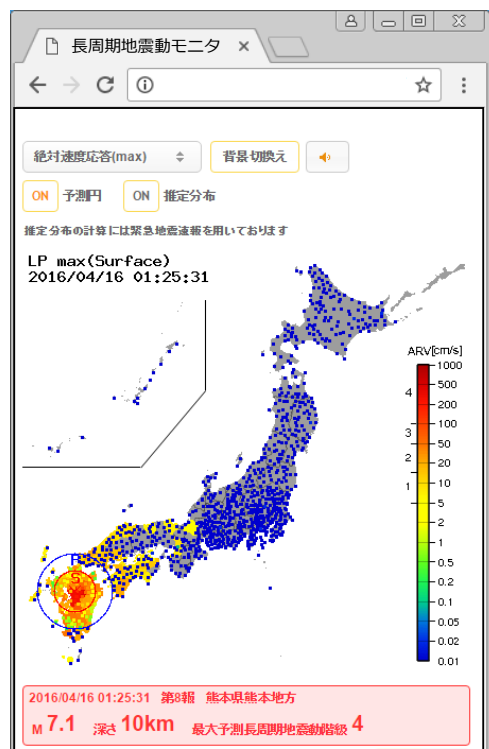 長周期地震動モニタ
絶対速度応答(max)
背景切換え
ON 予測円 ON 推定分布
推定分布の計算には緊急地震速報を用いております
LP max(Surface)
2016/04/16 01:25:31
ARV[cm/s]
1000
500
4
200
100
3
50
2
20
1
10
5
2
1
0.5
0.2
0.1
0.05
0.02
0.01
P
S
2016/04/16 01:25:31 第8報 熊本県熊本地方
M 7.1 深さ 10km 最大予測長周期地震動階級 4